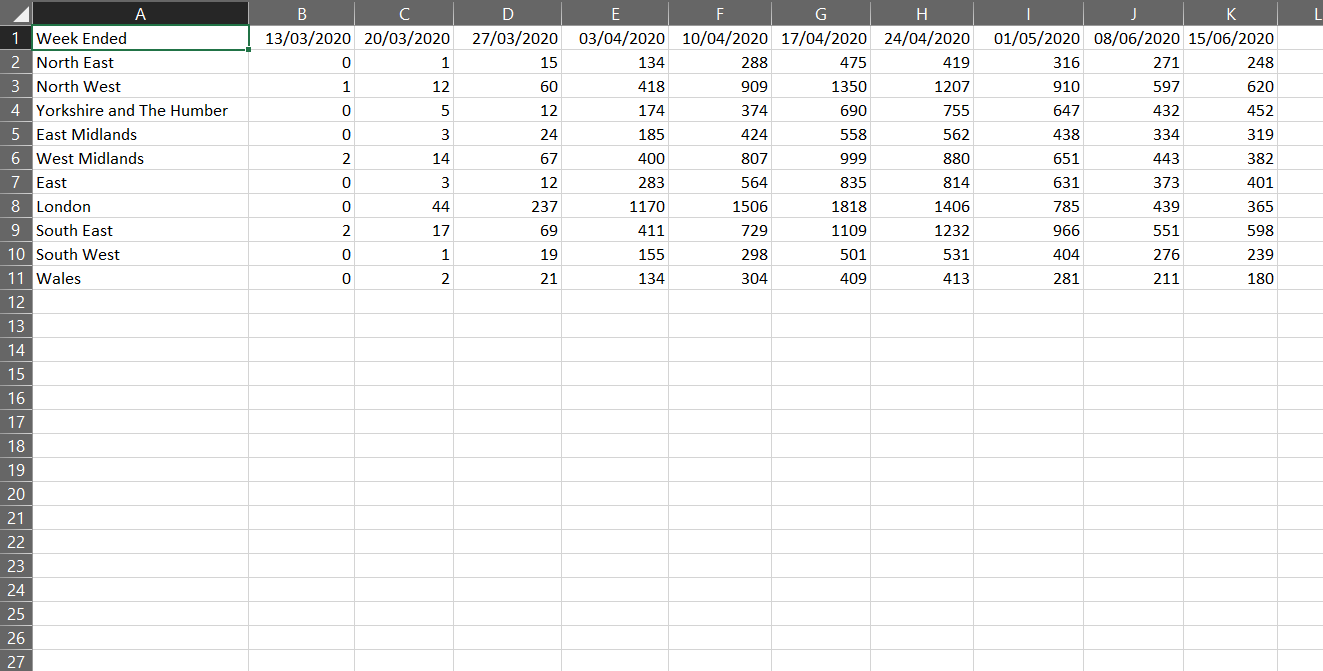 A B C D E F G H I J K L
1 Week Ended 13/03/2020 20/03/2020 27/03/2020 03/04/2020 10/04/2020 17/04/2020 24/04/2020 01/05/2020 08/06/2020 15/06/2020
2 North East 0 1 15 134 288 475 419 316 271 248
3 North West 1 12 60 418 909 1350 1207 910 597 620
4 Yorkshire and The Humber 0 5 12 174 374 690 755 647 432 452
5 East Midlands 0 3 24 185 424 558 562 438 334 319
6 West Midlands 2 14 67 400 807 999 880 651 443 382
7 East 0 3 12 283 564 835 814 631 373 401
8 London 0 44 237 1170 1506 1818 1406 785 439 365
9 South East 2 17 69 411 729 1109 1232 966 551 598
10 South West 0 1 19 155 298 501 531 404 276 239
11 Wales 0 2 21 134 304 409 413 281 211 180
12
13
14
15
16
17
18
19
20
21
22
23
24
25
26
27